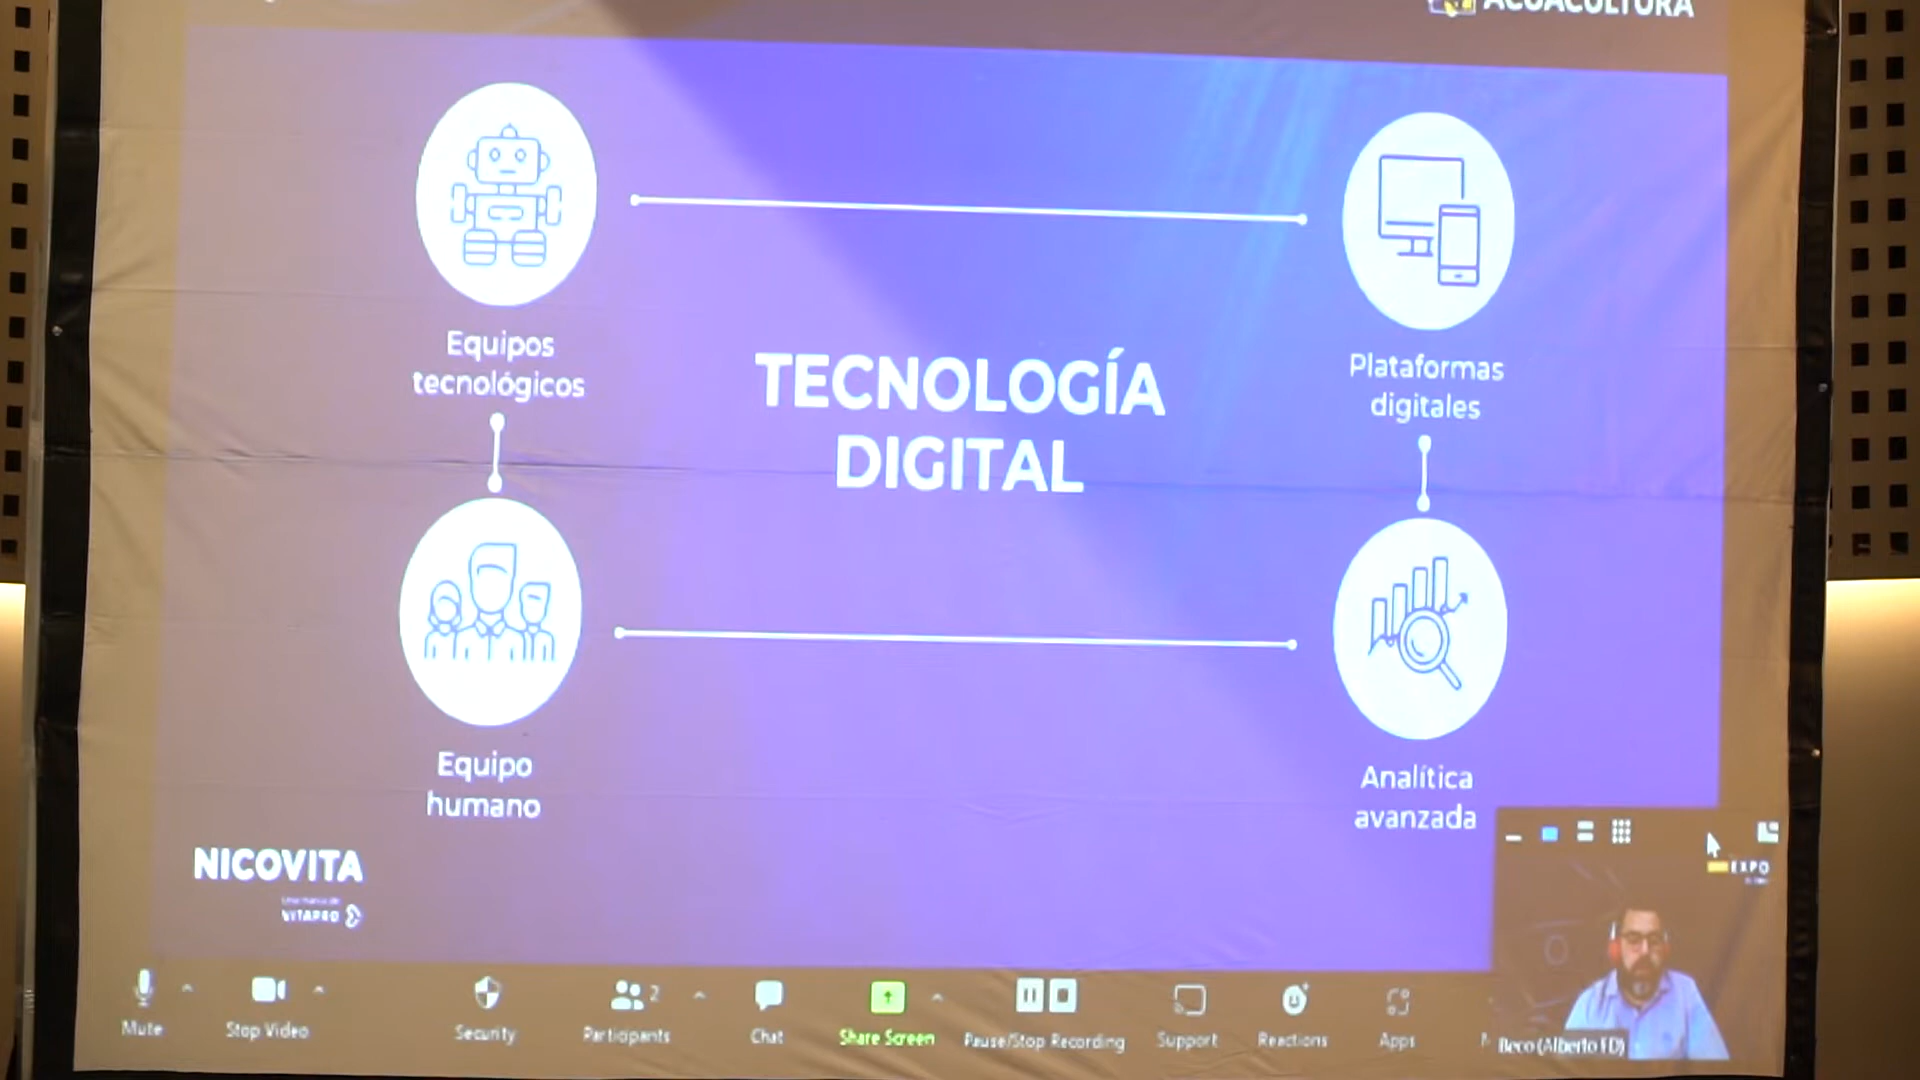 ACUACULTURA
Equipos
tecnológicos
Plataformas
digitales
TECNOLOGÍA
DIGITAL
Equipo
humano
Analítica
avanzada
NICOVITA
VITAPRO
EXPO
Mute
Stop Video
Security
Participants
2
Chat
Share Screen
Pause/Stop Recording
Support
Reactions
Apps
Beco (Alberto FD)